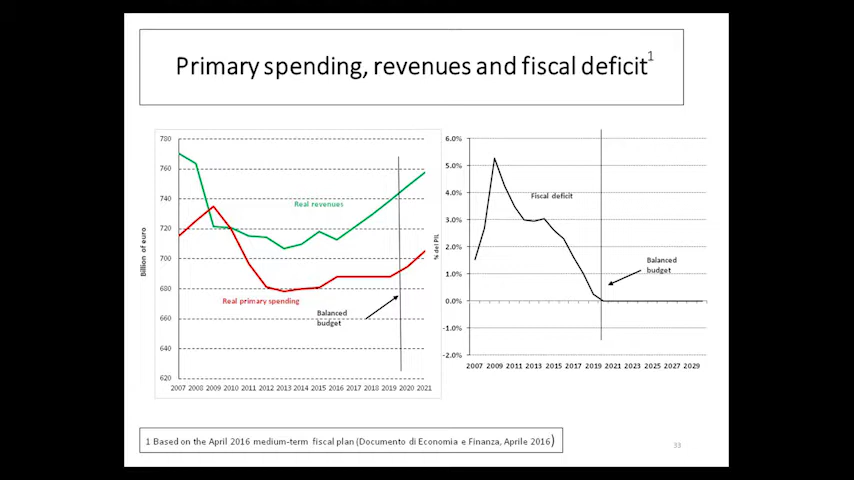 Primary spending, revenues and fiscal deficit1
780
760
740
720
700
680
660
640
620
Billion of euro
Real revenues
Real primary spending
Balanced
budget
2007 2008 2009 2010 2011 2012 2013 2014 2015 2016 2017 2018 2019 2020 2021
6.0%
5.0%
4.0%
3.0%
2.0%
1.0%
0.0%
-1.0%
-2.0%
% del PIL
Fiscal deficit
Balanced
budget
2007 2009 2011 2013 2015 2017 2019 2021 2023 2025 2027 2029
1 Based on the April 2016 medium-term fiscal plan (Documento di Economia e Finanza, Aprile 2016)
33